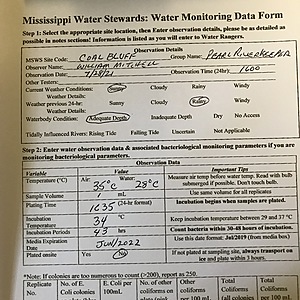 Mississippi Water Stewards: Water Monitoring Data Form
Step 1: Select the appropriate site location, then Enter observation details, please be as detailed as
possible in notes sections! Information is listed as you will enter to Water Rangers.
Observation Details
MSWS Site Code: COAL BLUFF Group Name: PEARL RIVERKEEPER
Observer Name: WILLIAM MITCHELL
Observation Date: 7/28/21 Observation Time (24hr): 1600
Other Notes:
Current Weather Conditions: Sunny Cloudy Rainy Windy
Weather Details:
Weather previous 24-hr: Sunny Cloudy Rainy Windy
Weather Details:
Waterbody Condition: Adequate Depth Inadequate Depth Dry No Access
Tidally Influenced Rivers: Rising Tide Falling Tide Uncertain Not Applicable
Step 2: Enter water observation data & associated bacteriological monitoring parameters if you are
monitoring bacteriological parameters.
Observation Data
Variable Value Important Tips
Temperature (°C) Air: 35°C Water 29°C Measure air temp before water temp. Read with bulb
submerged if possible. Don't touch bulb.
Sample Volume mL Use same volume for all replicates
Plating Time 1635 (24-hr format) Incubation begins when samples are plated.
Incubation Temperature 34 °C Keep incubation temperature between 29 and 37 °C
Incubation Periods 43 hrs Count bacteria within 30-48 hours of incubation.
Media Expiration Date Jun/2022 Use this date format: Jul/2019 (from media box).
Plated onsite Yes No If not plated at sampling site, always transport on
ice and plate within 3 hours.
*Note: If colonies are too numerous to count (>200), report as 250.
Replicate No. of E. Coli colonies E. Coli per 100mL No. of other coliforms other coliforms per 100 mL Total Coliforms Total Coliforms per 100 mL